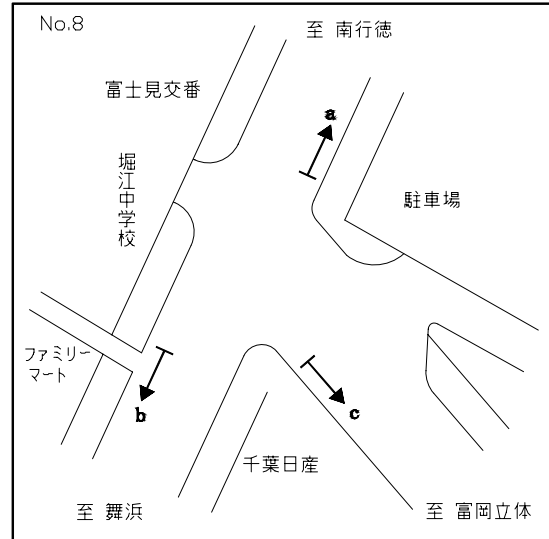 No.8
至 南行徳
富士見交番
a
堀江中学校
駐車場
ファミリー
マート
b
c
千葉日産
至 舞浜
至 富岡立体